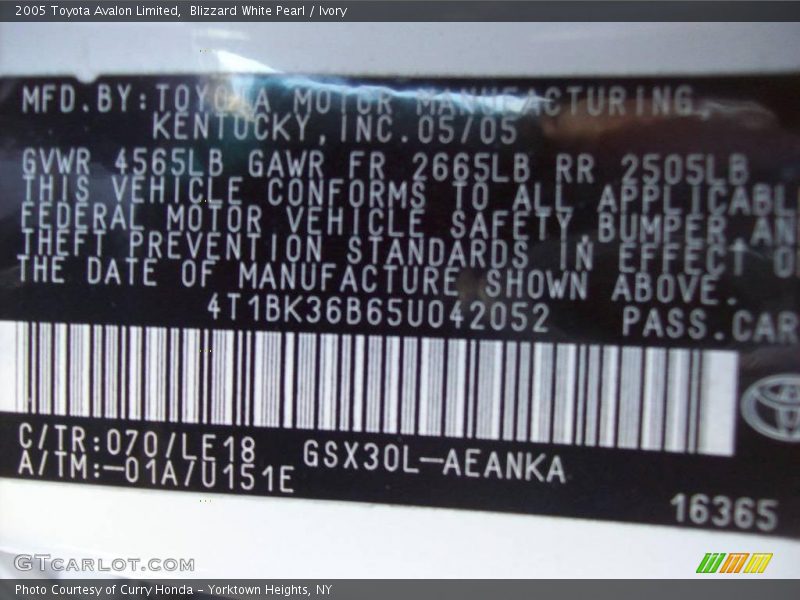 2005 Toyota Avalon Limited, Blizzard White Pearl / Ivory
MFD.BY:TOYOTA MOTOR MANUFACTURING,
KENTUCKY,INC.05/05
GVWR 4565LB GAWR FR 2665LB RR 2505LB
THIS VEHICLE CONFORMS TO ALL APPLICABL
FEDERAL MOTOR VEHICLE SAFETY,BUMPER AN
THEFT PREVENTION STANDARDS IN EFFECT O
THE DATE OF MANUFACTURE SHOWN ABOVE.
4T1BK36B65U042052 PASS.CAR
C/TR:070/LE18 GSX30L-AEANKA
A/TM:-01A/U151E
16365
GTCARLOT.COM
Photo Courtesy of Curry Honda - Yorktown Heights, NY